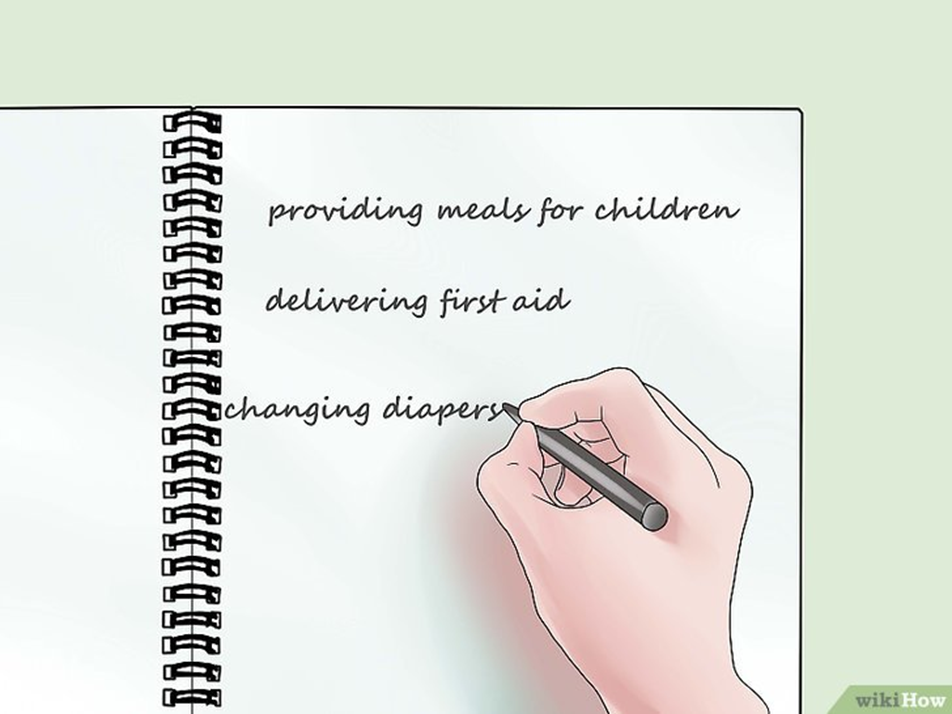 providing meals for children
delivering first aid
changing diapers
wikiHow